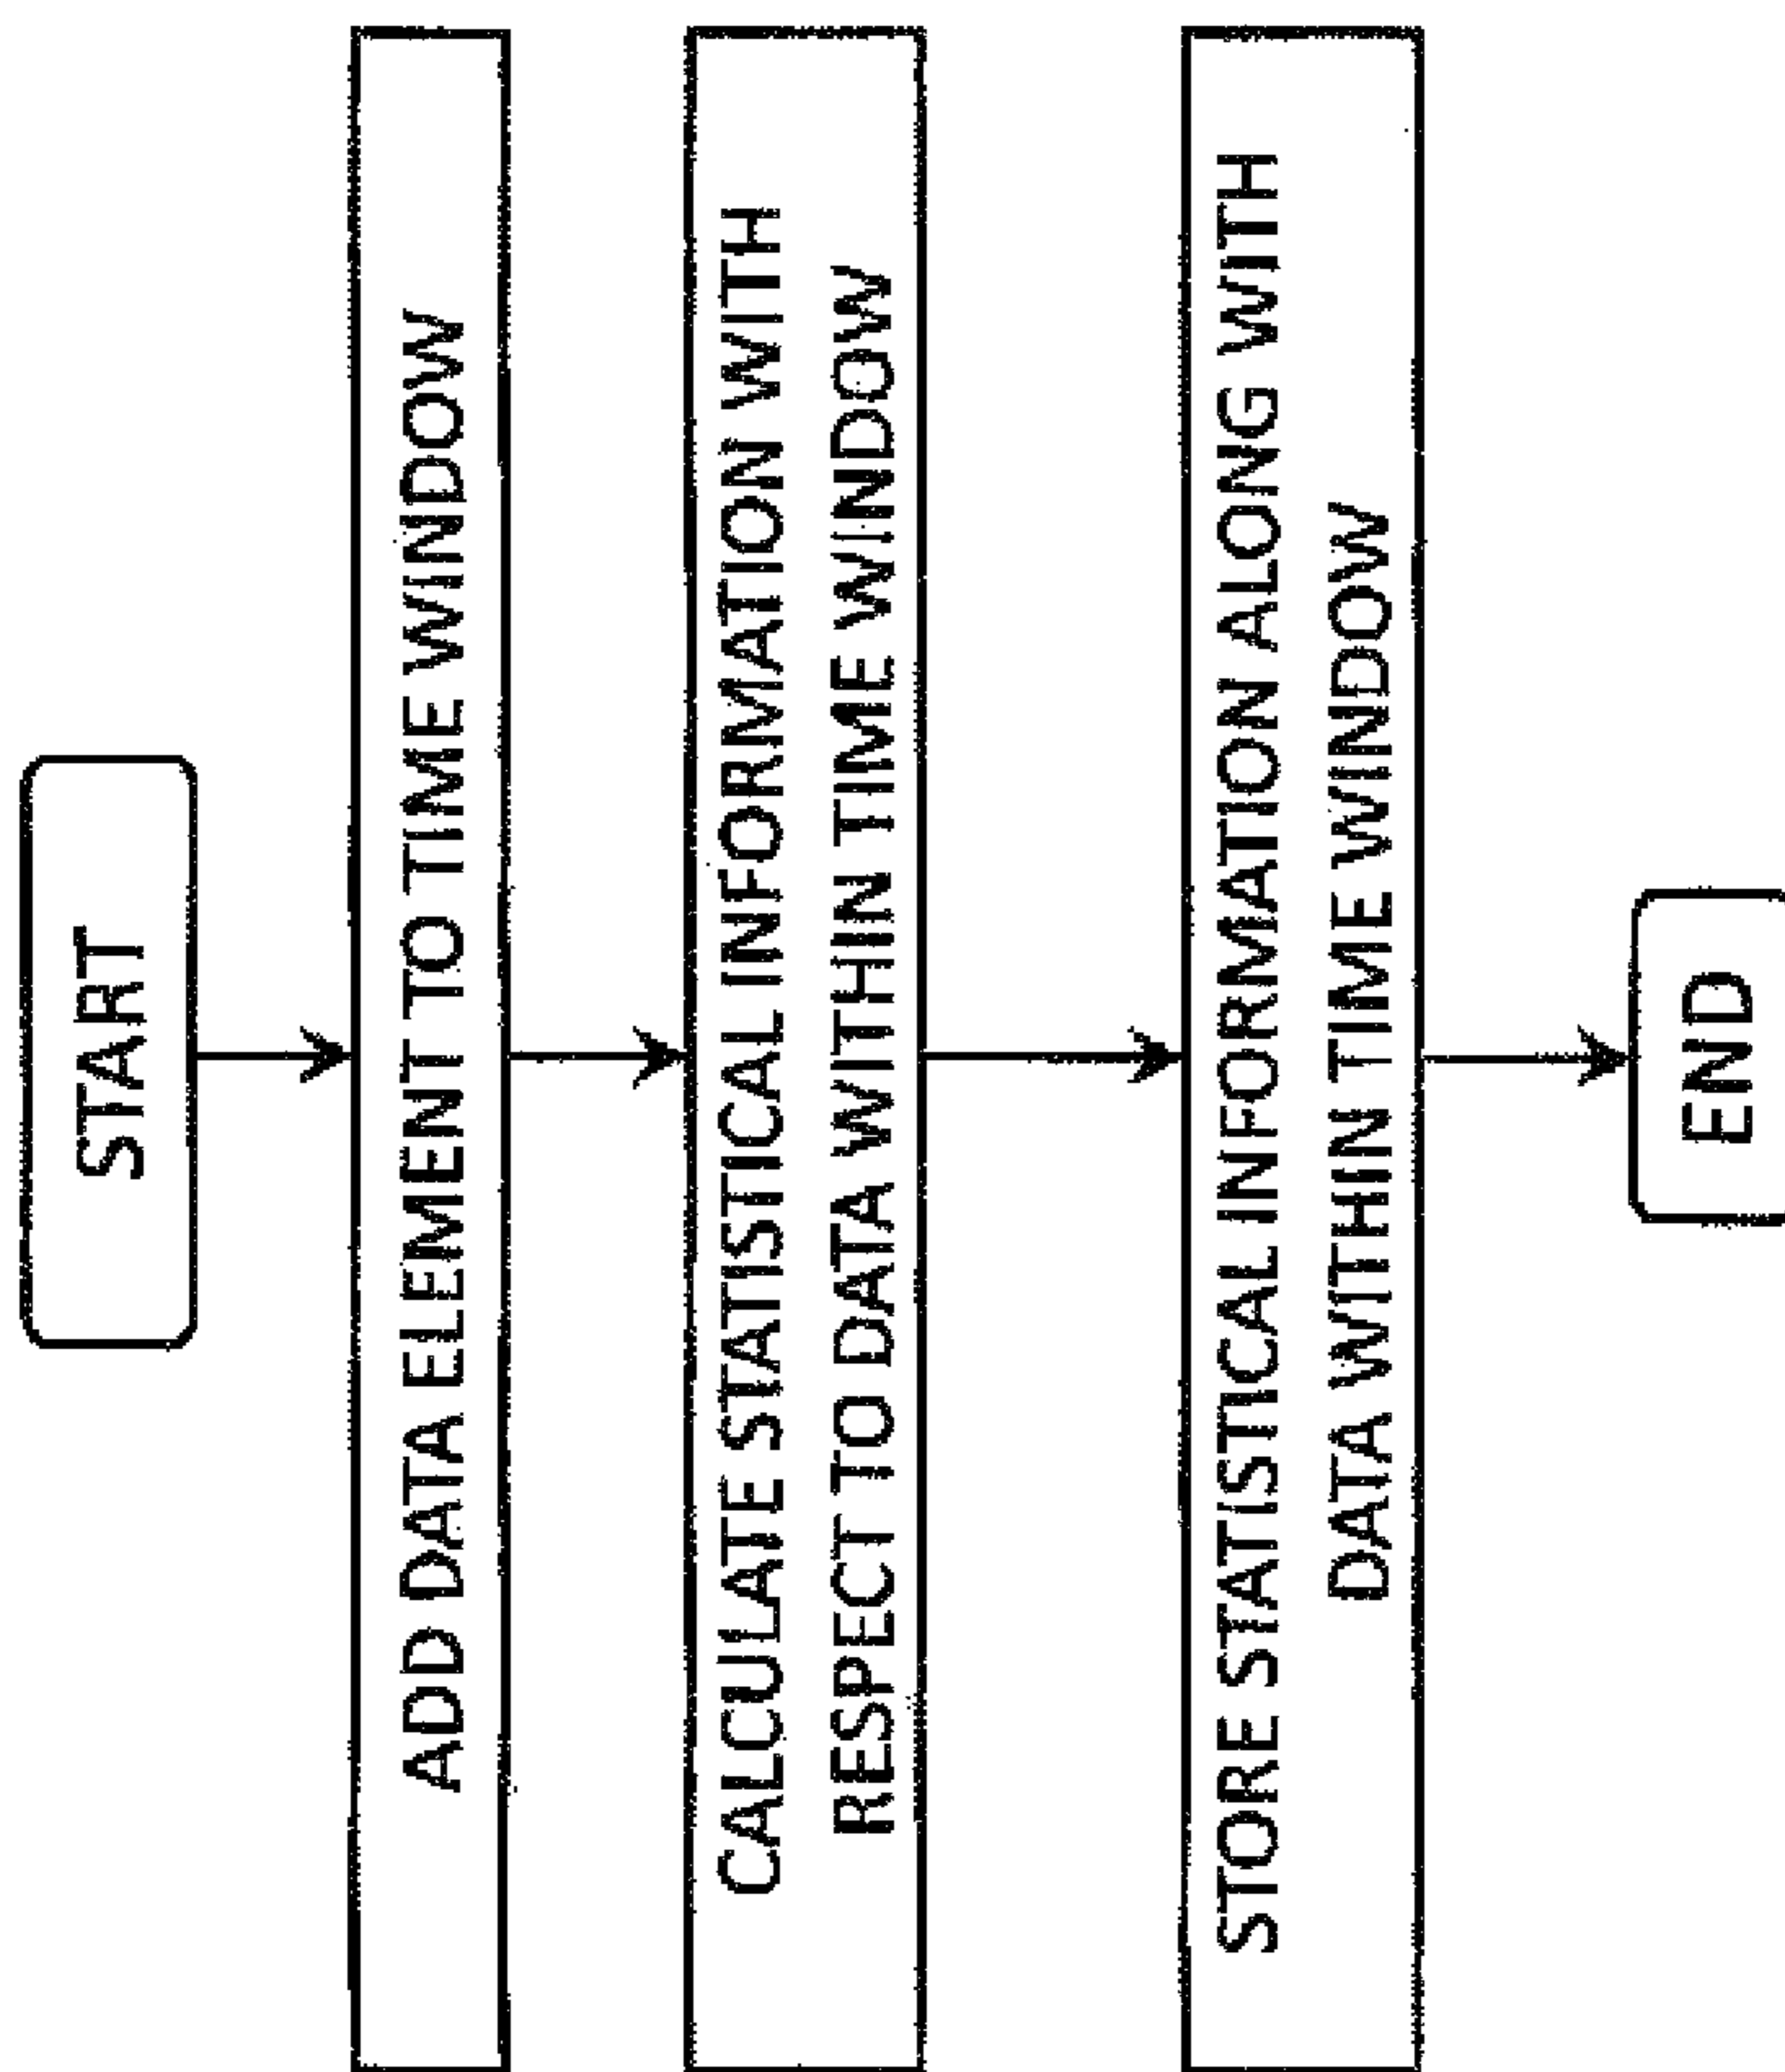 START
ADD DATA ELEMENT TO TIME WINDOW
CALCULATE STATISTICAL INFORMATION WITH
RESPECT TO DATA WITHIN TIME WINDOW
STORE STATISTICAL INFORMATION ALONG WITH
DATA WITHIN TIME WINDOW
END